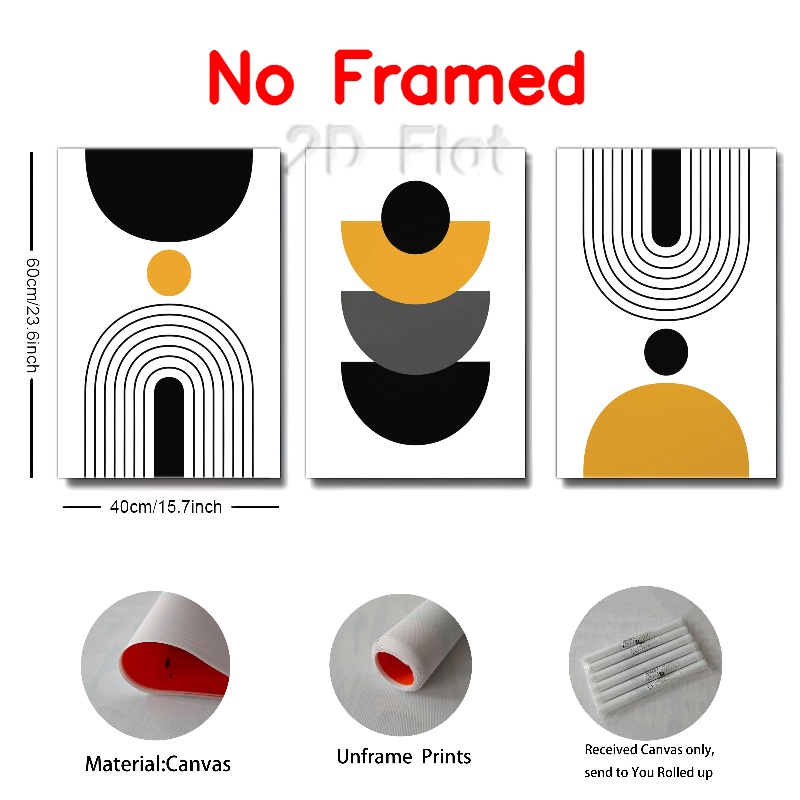 No Framed
2D Flat
60cm/23.6inch
40cm/15.7inch
Material:Canvas
Unframe Prints
Received Canvas only,
send to You Rolled up